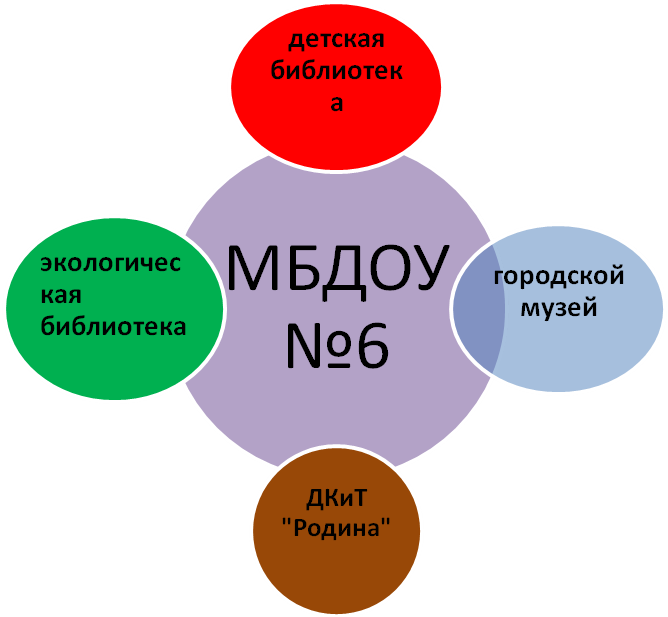 детская
библиотек
а
экологичес
кая
библиотека
МБДОУ
№6
городской
музей
ДКиТ
"Родина"